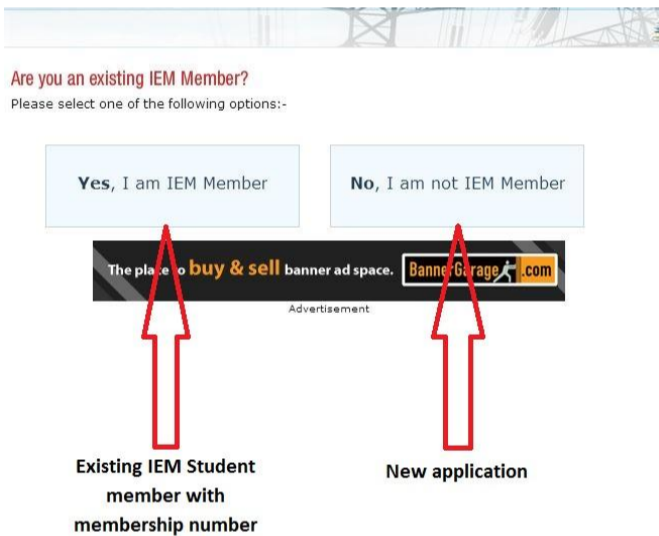 Are you an existing IEM Member?
Please select one of the following options:-
Yes, I am IEM Member
No, I am not IEM Member
The place to buy & sell banner ad space. BannerGarage.com
Advertisement
Existing IEM Student
member with
membership number
New application